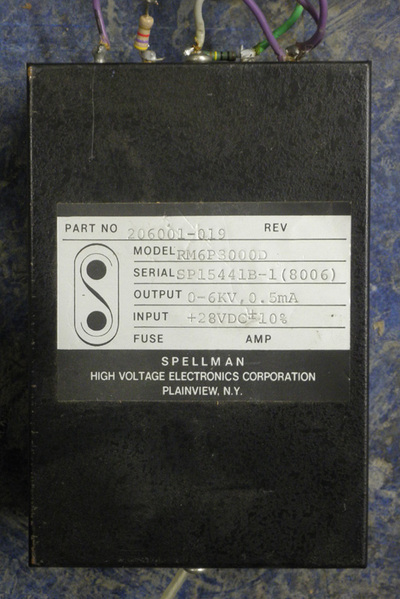 PART NO 206001-019 REV
MODEL RM6P3000D
SERIAL SP15441B-1(8006)
OUTPUT 0-6KV, 0.5mA
INPUT +28VDC±10%
FUSE AMP
SPELLMAN
HIGH VOLTAGE ELECTRONICS CORPORATION
PLAINVIEW, N.Y.